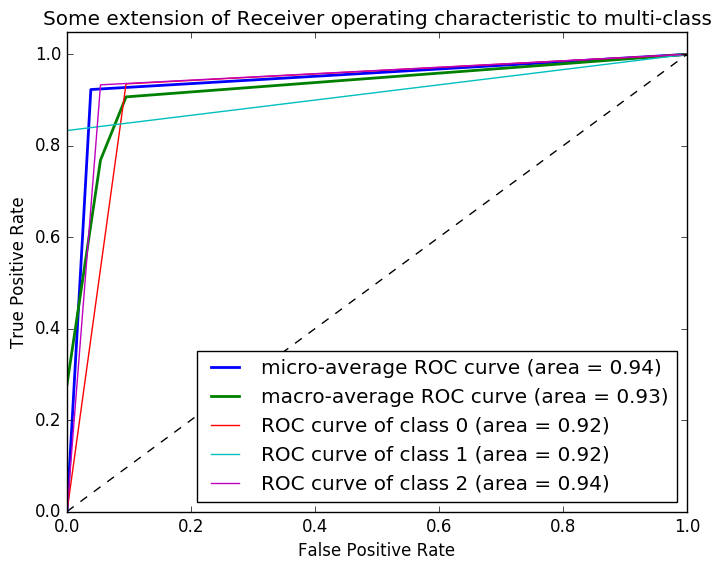 Some extension of Receiver operating characteristic to multi-class
1.0
0.8
0.6
0.4
0.2
0.0
True Positive Rate
micro-average ROC curve (area = 0.94)
macro-average ROC curve (area = 0.93)
ROC curve of class 0 (area = 0.92)
ROC curve of class 1 (area = 0.92)
ROC curve of class 2 (area = 0.94)
0.0 0.2 0.4 0.6 0.8 1.0
False Positive Rate